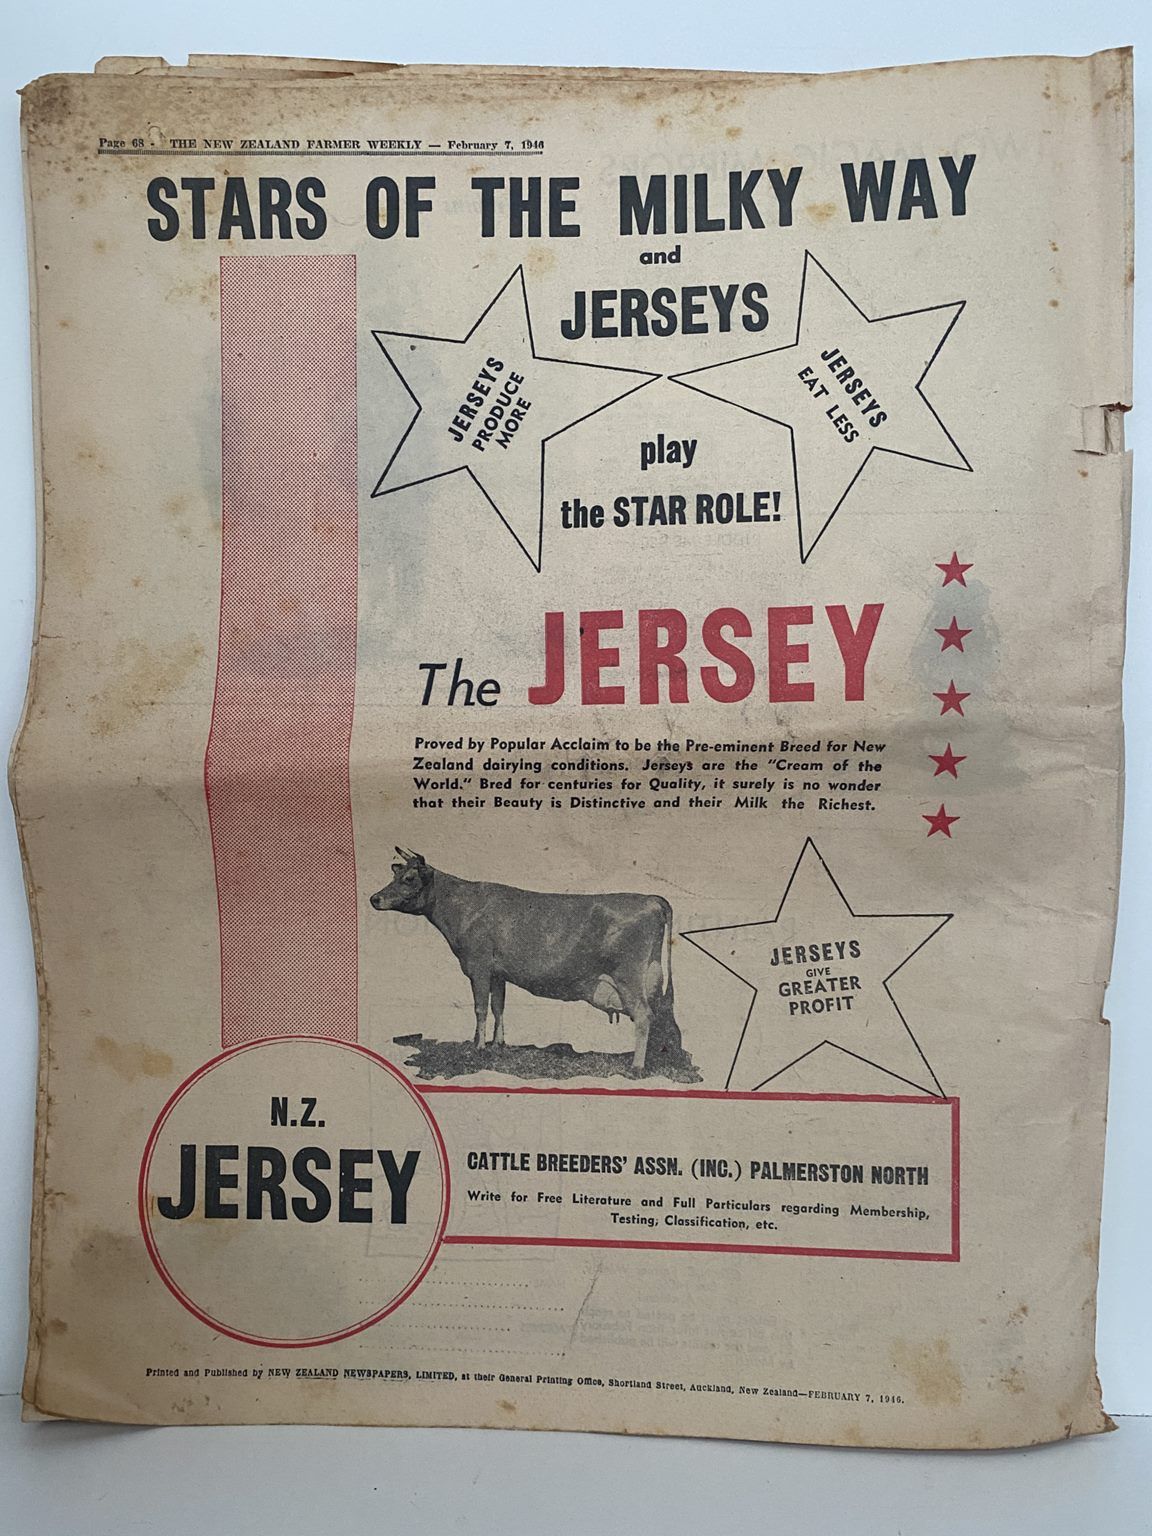 Page 68 - THE NEW ZEALAND FARMER WEEKLY — February 7, 1946
STARS OF THE MILKY WAY
and
JERSEYS
JERSEYS
PRODUCE
MORE
JERSEYS
EAT LESS
play
the STAR ROLE!
The JERSEY
Proved by Popular Acclaim to be the Pre-eminent Breed for New
Zealand dairying conditions. Jerseys are the "Cream of the
World." Bred for centuries for Quality, it surely is no wonder
that their Beauty is Distinctive and their Milk the Richest.
JERSEYS
GIVE
GREATER
PROFIT
N.Z.
JERSEY
CATTLE BREEDERS' ASSN. (INC.) PALMERSTON NORTH
Write for Free Literature and Full Particulars regarding Membership,
Testing, Classification, etc.
Printed and Published by NEW ZEALAND NEWSPAPERS, LIMITED, at their General Printing Office, Shortland Street, Auckland, New Zealand—FEBRUARY 7, 1946.